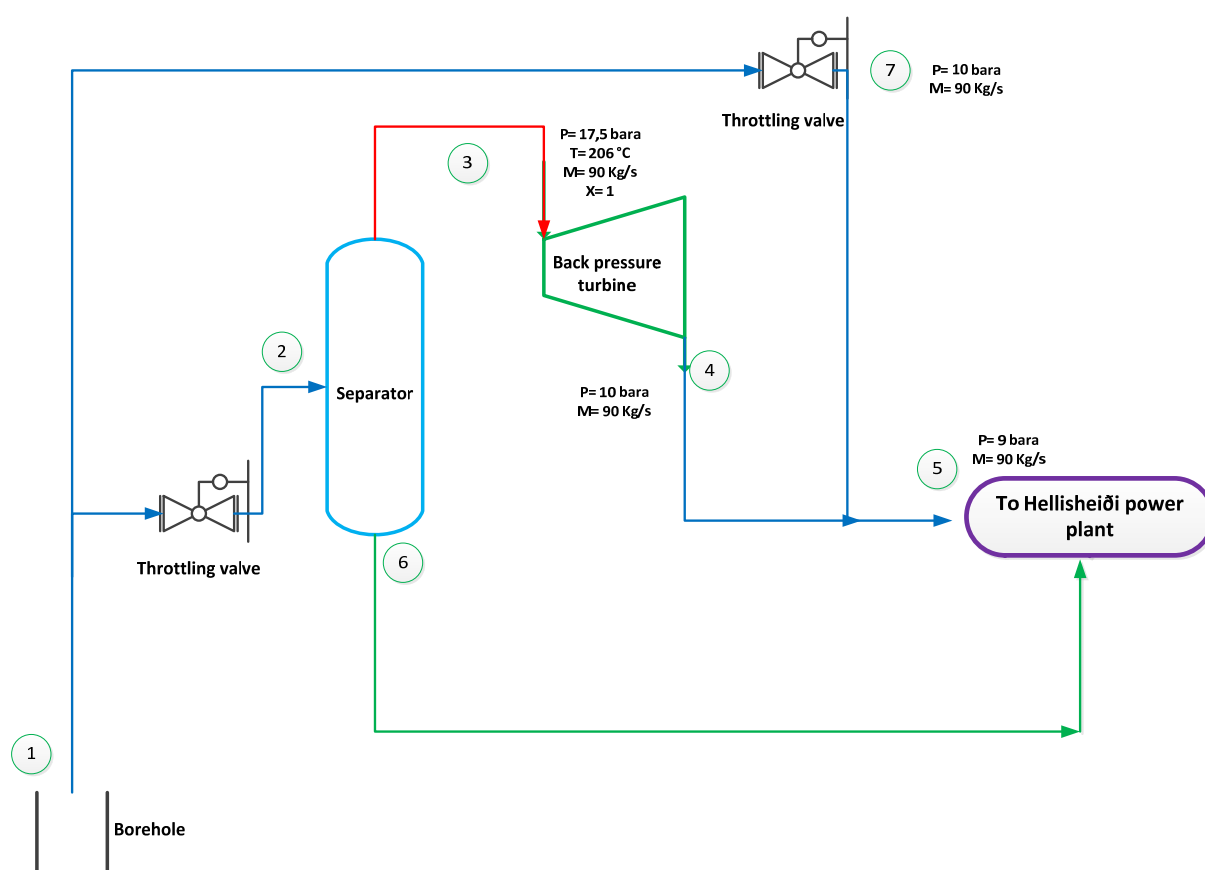 7
P= 10 bara
M= 90 Kg/s
Throttling valve
3
P= 17,5 bara
T= 206 °C
M= 90 Kg/s
X= 1
Back pressure
turbine
2
Separator
4
P= 10 bara
M= 90 Kg/s
5
P= 9 bara
M= 90 Kg/s
To Hellisheiði power
plant
Throttling valve
6
1
Borehole